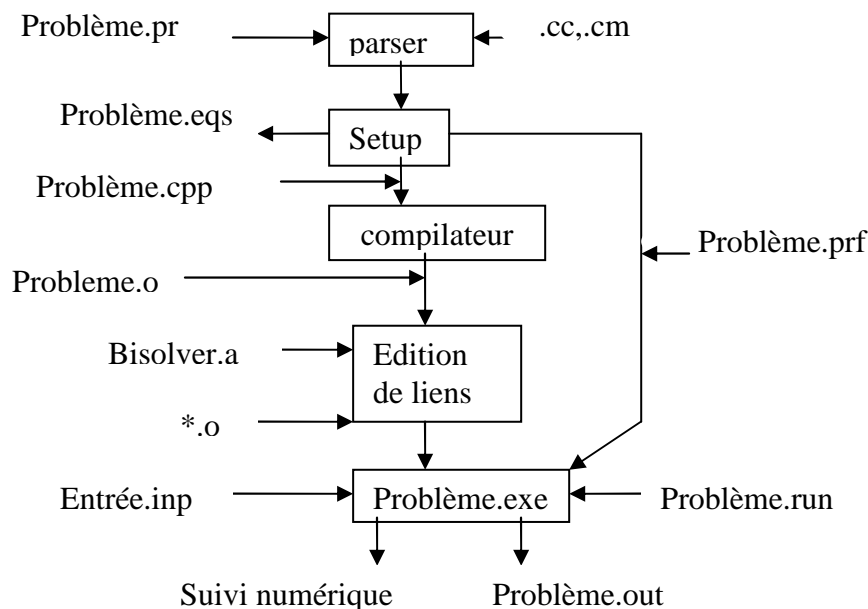 Problème.pr
parser
.cc,.cm
Problème.eqs
Setup
Problème.cpp
compilateur
Problème.prf
Probleme.o
Bisolver.a
Edition
de liens
*.o
Entrée.inp
Problème.exe
Problème.run
Suivi numérique
Problème.out